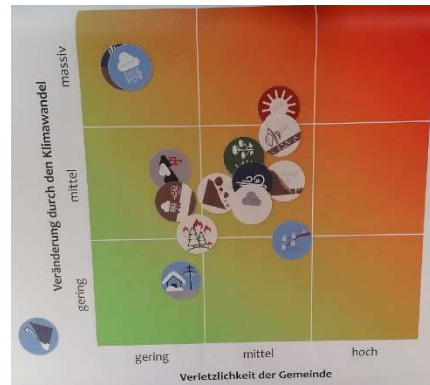 Veränderung durch den Klimawandel
massiv
mittel
gering
gering
mittel
hoch
Verletzlichkeit der Gemeinde